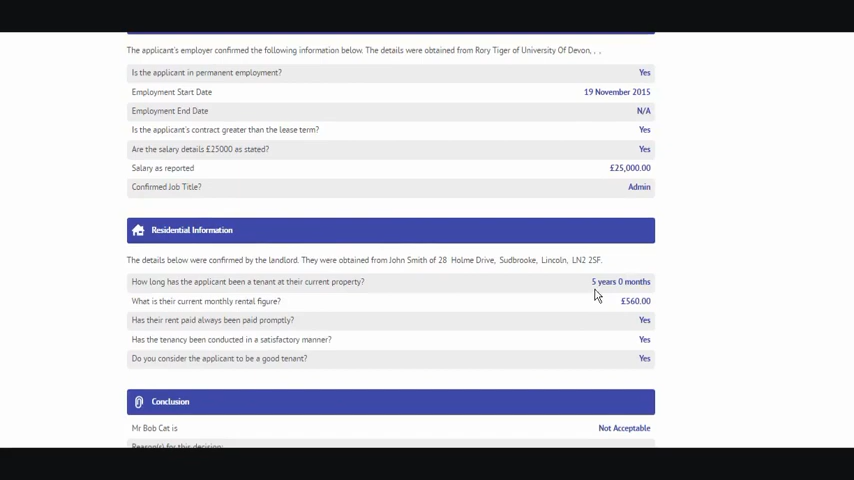 The applicant's employer confirmed the following information below. The details were obtained from Rory Tiger of University Of Devon, , ,
Is the applicant in permanent employment? Yes
Employment Start Date 19 November 2015
Employment End Date N/A
Is the applicant's contract greater than the lease term? Yes
Are the salary details £25000 as stated? Yes
Salary as reported £25,000.00
Confirmed Job Title? Admin
Residential Information
The details below were confirmed by the landlord. They were obtained from John Smith of 28 Holme Drive, Sudbrooke, Lincoln, LN2 2SF.
How long has the applicant been a tenant at their current property? 5 years 0 months
What is their current monthly rental figure? £560.00
Has their rent paid always been paid promptly? Yes
Has the tenancy been conducted in a satisfactory manner? Yes
Do you consider the applicant to be a good tenant? Yes
Conclusion
Mr Bob Cat is Not Acceptable
Reason(s) for this decision: